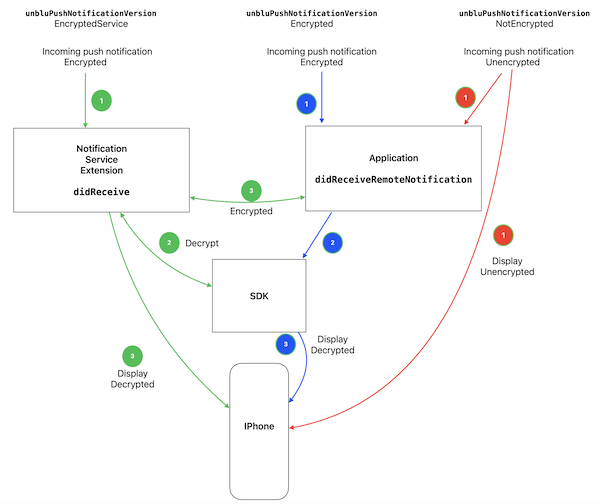 unbluPushNotificationVersion
EncryptedService
unbluPushNotificationVersion
Encrypted
unbluPushNotificationVersion
NotEncrypted
Incoming push notification
Encrypted
Incoming push notification
Encrypted
Incoming push notification
Unencrypted
1
1
1
Notification
Service
Extension
didReceive
Application
didReceiveRemoteNotification
3
Encrypted
2
Decrypt
2
1
Display
Unencrypted
SDK
3
Display
Decrypted
3
Display
Decrypted
IPhone